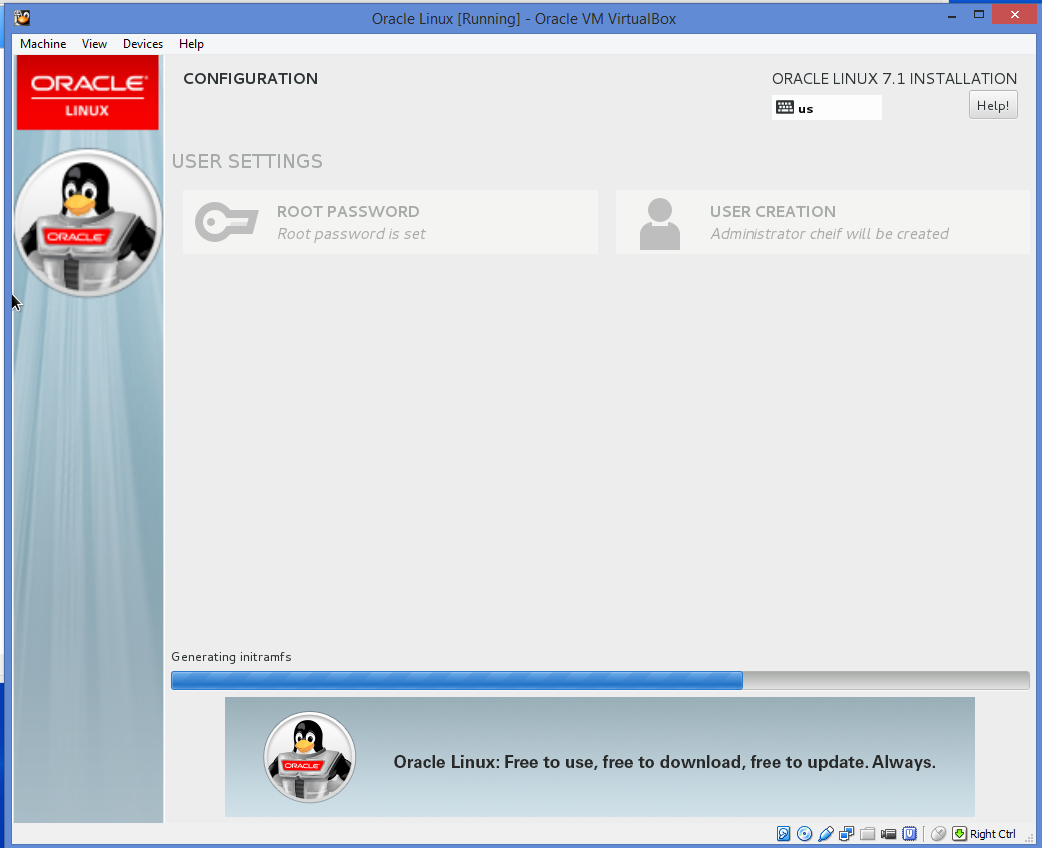 Oracle Linux [Running] - Oracle VM VirtualBox
Machine View Devices Help
ORACLE
LINUX
CONFIGURATION
ORACLE LINUX 7.1 INSTALLATION
us
Help!
ORACLE
USER SETTINGS
ROOT PASSWORD
Root password is set
USER CREATION
Administrator cheif will be created
Generating initramfs
ORACLE
Oracle Linux: Free to use, free to download, free to update. Always.
Right Ctrl